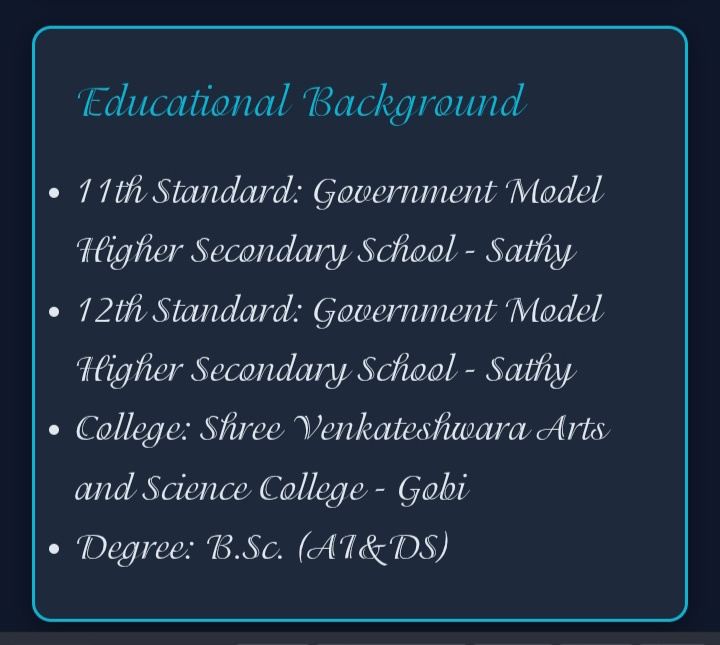 Educational Background
• 11th Standard: Government Model
Higher Secondary School - Sathy
• 12th Standard: Government Model
Higher Secondary School - Sathy
• College: Shree Venkateshwara Arts
and Science College - Gobi
• Degree: B.Sc. (AI&DS)